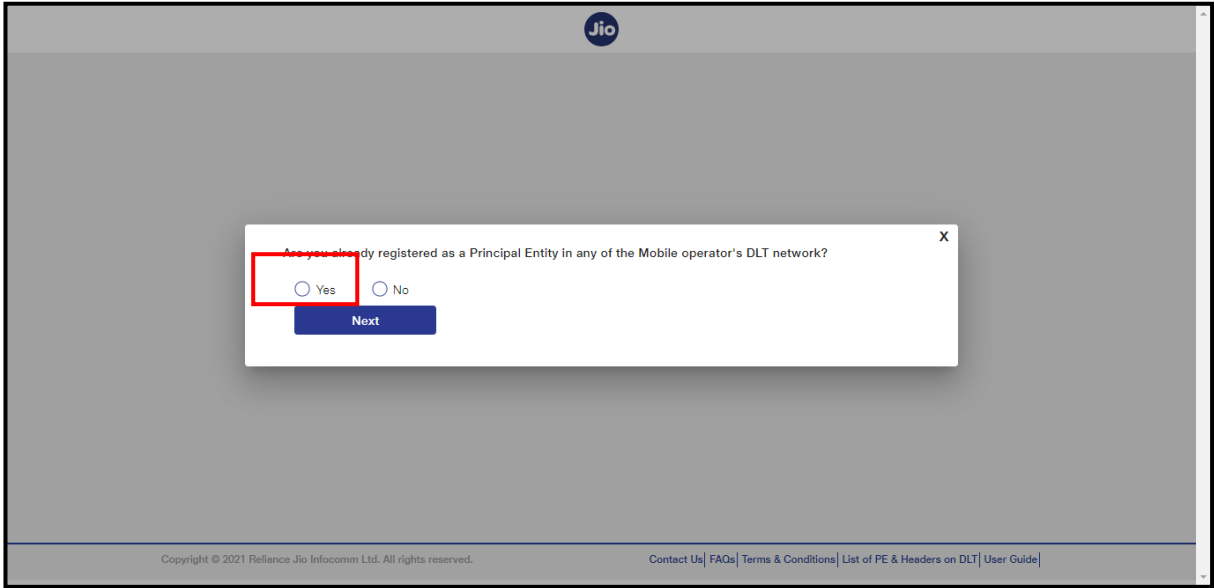 Jio
X
Are you already registered as a Principal Entity in any of the Mobile operator's DLT network?
Yes No
Next
Copyright © 2021 Reliance Jio Infocomm Ltd. All rights reserved. Contact Us| FAQs| Terms & Conditions| List of PE & Headers on DLT| User Guide|